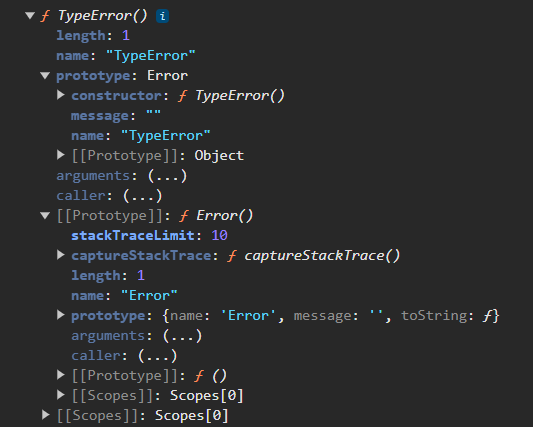 ▼ ƒ TypeError() i
length: 1
name: "TypeError"
▼ prototype: Error
▶ constructor: ƒ TypeError()
message: ""
name: "TypeError"
▶ [[Prototype]]: Object
arguments: (...)
caller: (...)
▼ [[Prototype]]: ƒ Error()
stackTraceLimit: 10
▶ captureStackTrace: ƒ captureStackTrace()
length: 1
name: "Error"
▶ prototype: {name: 'Error', message: '', toString: ƒ}
arguments: (...)
caller: (...)
▶ [[Prototype]]: ƒ ()
▶ [[Scopes]]: Scopes[0]
▶ [[Scopes]]: Scopes[0]